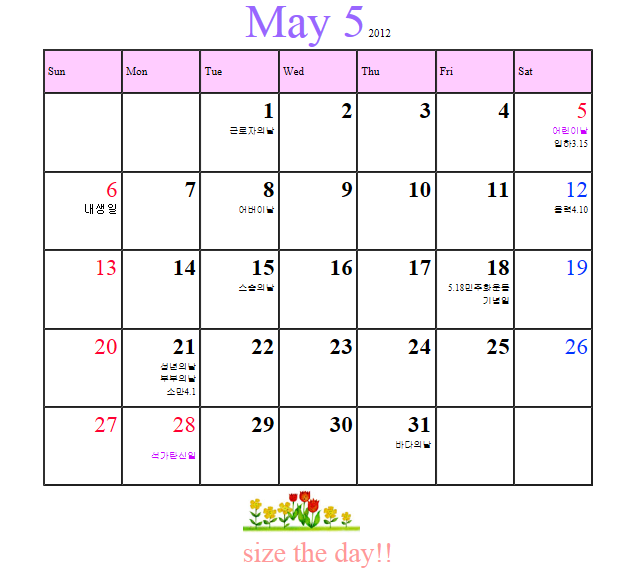 May 5 2012
Sun Mon Tue Wed Thu Fri Sat
1 2 3 4 5
근로자의날 어린이날
입하3.15
6 7 8 9 10 11 12
내생일 어버이날 음력4.10
13 14 15 16 17 18 19
스승의날 5.18민주화운동
기념일
20 21 22 23 24 25 26
성년의날
부부의날
소만4.1
27 28 29 30 31
바다의날
석가탄신일
size the day!!